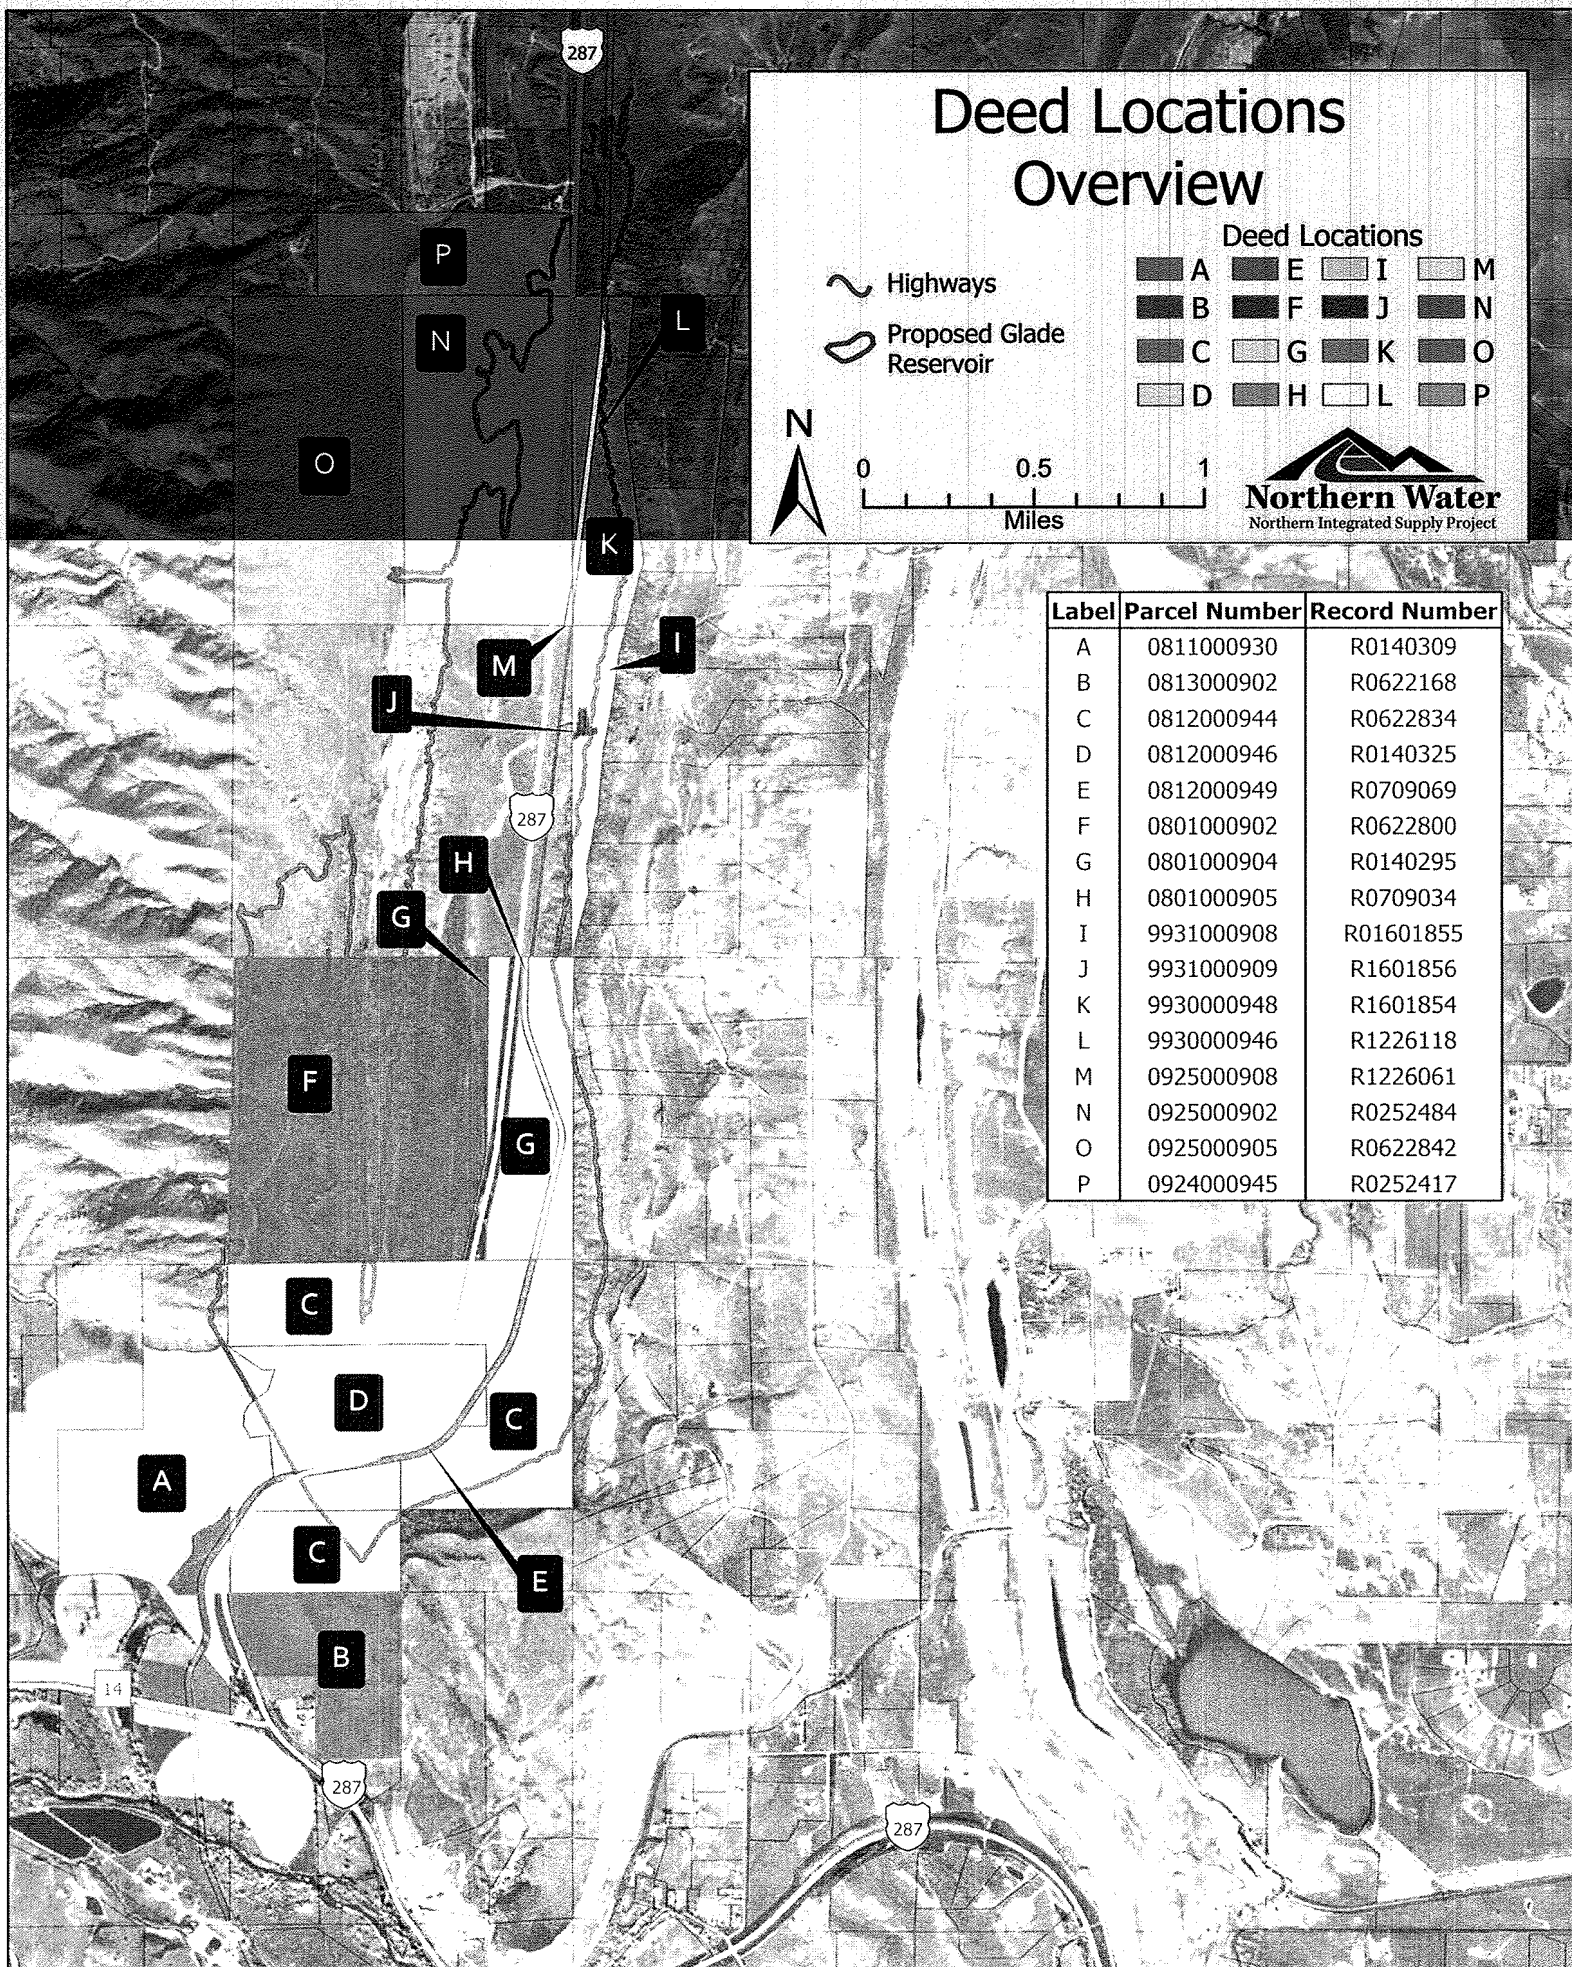 287
Deed Locations
Overview
Deed Locations
Highways
Proposed Glade
Reservoir
A E I M
B F J N
C G K O
D H L P
N
0 0.5 1
Miles
Northern Water
Northern Integrated Supply Project
P
N
L
O
K
M
I
J
287
H
G
F
G
C
D
C
A
C
E
B
14
287
287
Label Parcel Number Record Number
A 0811000930 R0140309
B 0813000902 R0622168
C 0812000944 R0622834
D 0812000946 R0140325
E 0812000949 R0709069
F 0801000902 R0622800
G 0801000904 R0140295
H 0801000905 R0709034
I 9931000908 R01601855
J 9931000909 R1601856
K 9930000948 R1601854
L 9930000946 R1226118
M 0925000908 R1226061
N 0925000902 R0252484
O 0925000905 R0622842
P 0924000945 R0252417